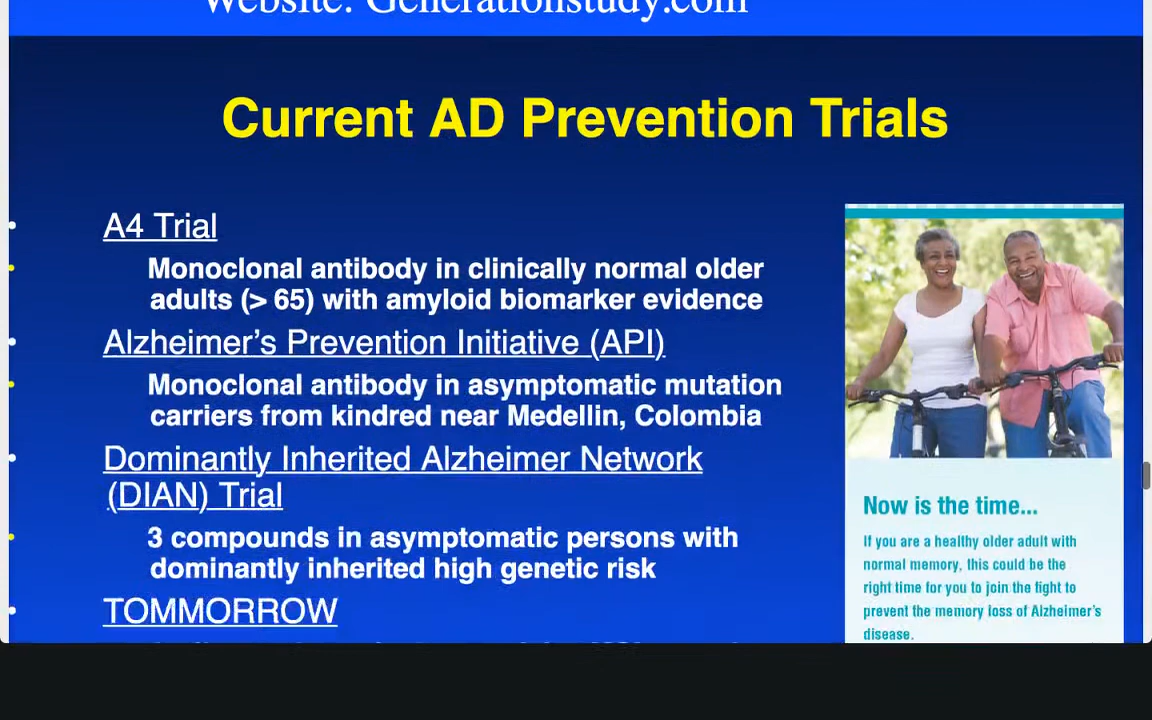 Website: Generationstudy.com
Current AD Prevention Trials
• A4 Trial
• Monoclonal antibody in clinically normal older
adults (> 65) with amyloid biomarker evidence
• Alzheimer’s Prevention Initiative (API)
• Monoclonal antibody in asymptomatic mutation
carriers from kindred near Medellin, Colombia
• Dominantly Inherited Alzheimer Network
(DIAN) Trial
• 3 compounds in asymptomatic persons with
dominantly inherited high genetic risk
• TOMMORROW
Now is the time...
If you are a healthy older adult with
normal memory, this could be the
right time for you to join the fight to
prevent the memory loss of Alzheimer’s
disease.